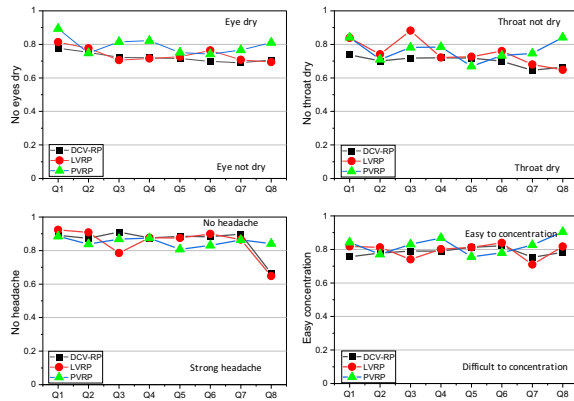 Eye dry
No eyes dry
1
0.8
0.6
0.4
0.2
0
Eye not dry
DCV-RP
LVRP
PVRP
Q1 Q2 Q3 Q4 Q5 Q6 Q7 Q8
Throat not dry
No throat dry
1
0.8
0.6
0.4
0.2
0
Throat dry
DCV-RP
LVRP
PVRP
Q1 Q2 Q3 Q4 Q5 Q6 Q7 Q8
No headache
No headache
1
0.8
0.6
0.4
0.2
0
Strong headache
DCV-RP
LVRP
PVRP
Q1 Q2 Q3 Q4 Q5 Q6 Q7 Q8
Easy to concentration
Easy concentration
1
0.8
0.6
0.4
0.2
0
Difficult to concentration
DCV-RP
LVRP
PVRP
Q1 Q2 Q3 Q4 Q5 Q6 Q7 Q8